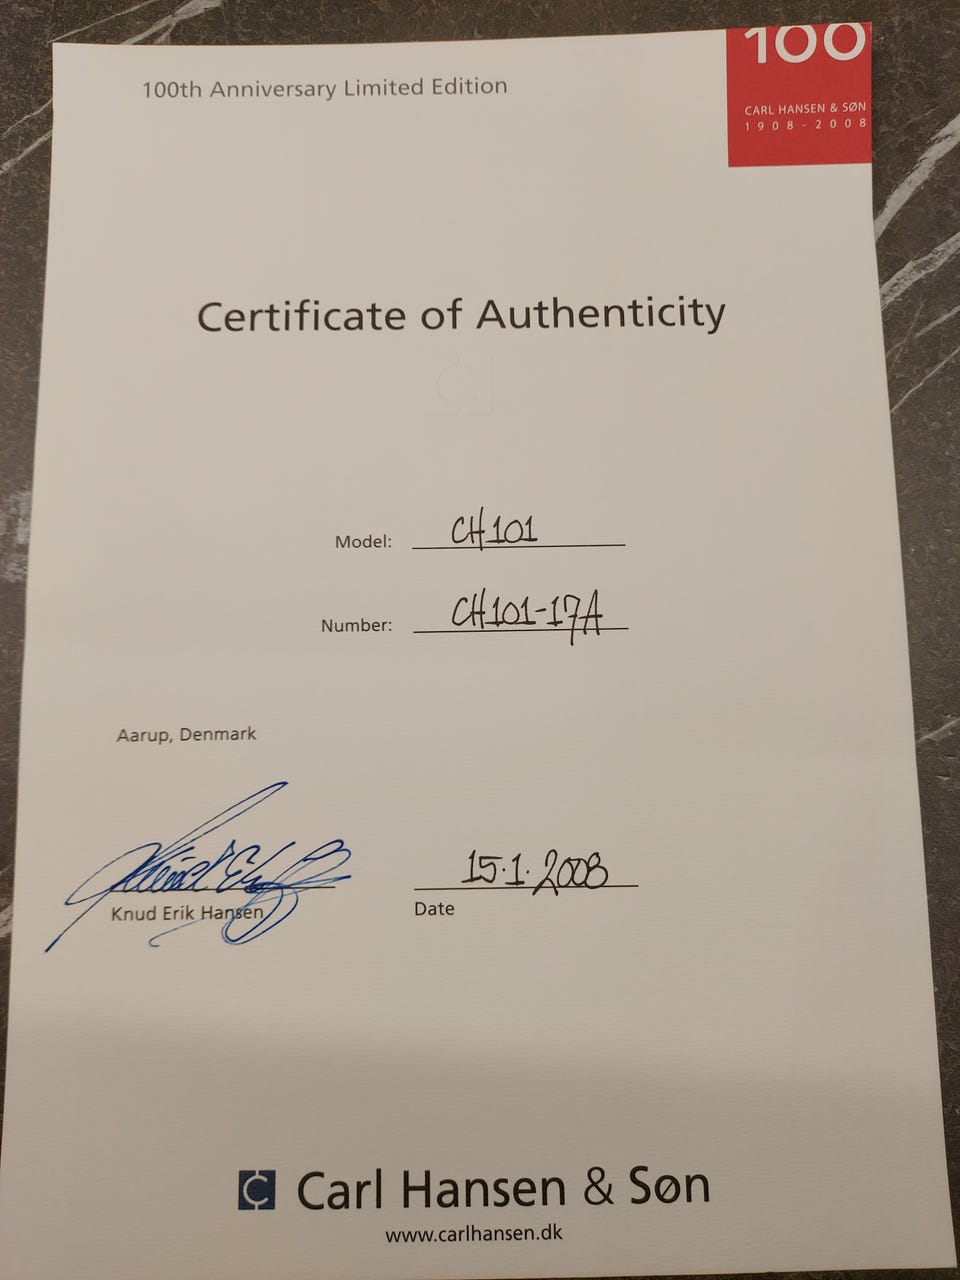 100th Anniversary Limited Edition
100
CARL HANSEN & SØN
1908-2008
Certificate of Authenticity
Model: CH101
Number: CH101-17A
Aarup, Denmark
15.1.2008
Knud Erik Hansen
Date
Carl Hansen & Søn
www.carlhansen.dk